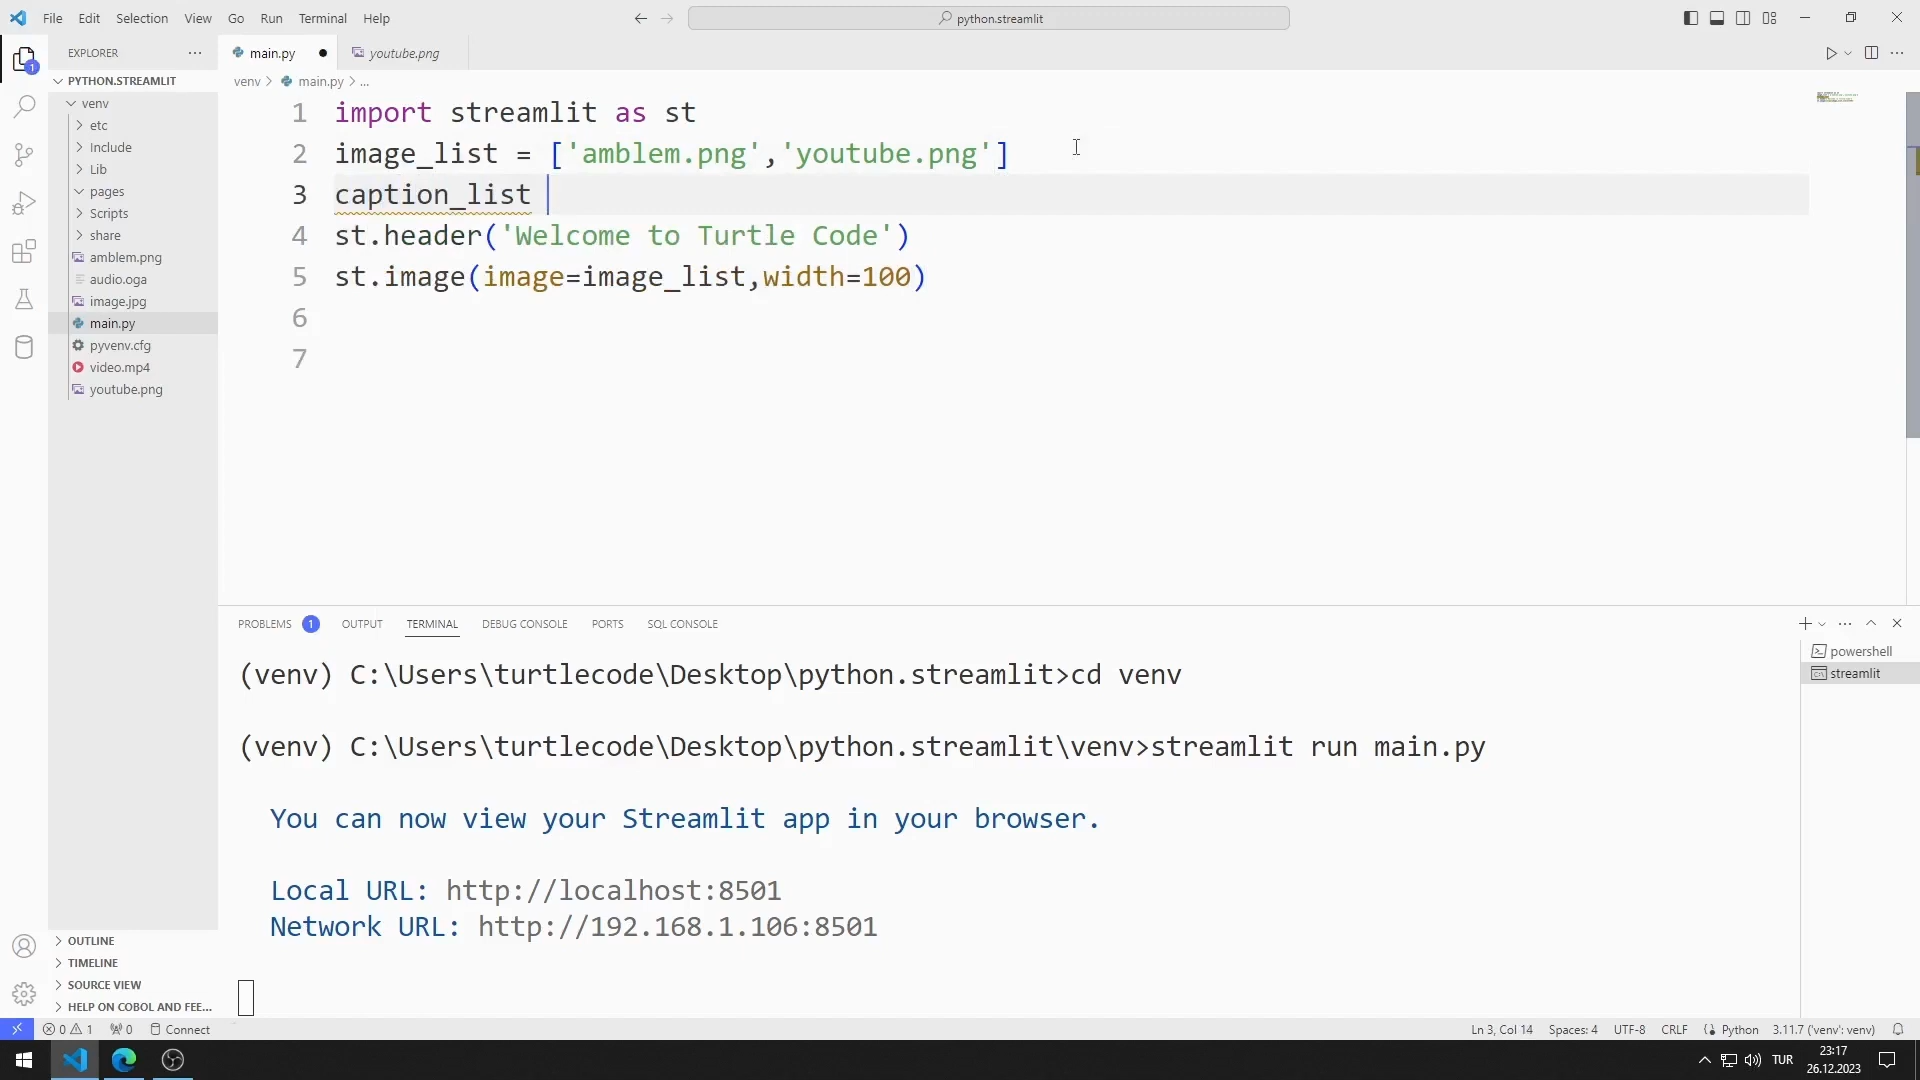 File Edit Selection View Go Run Terminal Help
python.streamlit
EXPLORER
main.py
youtube.png
PYTHON.STREAMLIT
venv > main.py > ...
venv
etc
Include
Lib
pages
Scripts
share
amblem.png
audio.oga
image.jpg
main.py
pyvenv.cfg
video.mp4
youtube.png
1 import streamlit as st
2 image_list = ['amblem.png','youtube.png']
3 caption_list
4 st.header('Welcome to Turtle Code')
5 st.image(image=image_list,width=100)
6
7
PROBLEMS 1 OUTPUT TERMINAL DEBUG CONSOLE PORTS SQL CONSOLE
powershell
streamlit
(venv) C:\Users\turtlecode\Desktop\python.streamlit>cd venv
(venv) C:\Users\turtlecode\Desktop\python.streamlit\venv>streamlit run main.py
You can now view your Streamlit app in your browser.
Local URL: http://localhost:8501
Network URL: http://192.168.1.106:8501
OUTLINE
TIMELINE
SOURCE VIEW
HELP ON COBOL AND FEE...
0 1 0 Connect
Ln 3, Col 14 Spaces: 4 UTF-8 CRLF Python 3.11.7 ('venv': venv)
TUR
23:17
26.12.2023